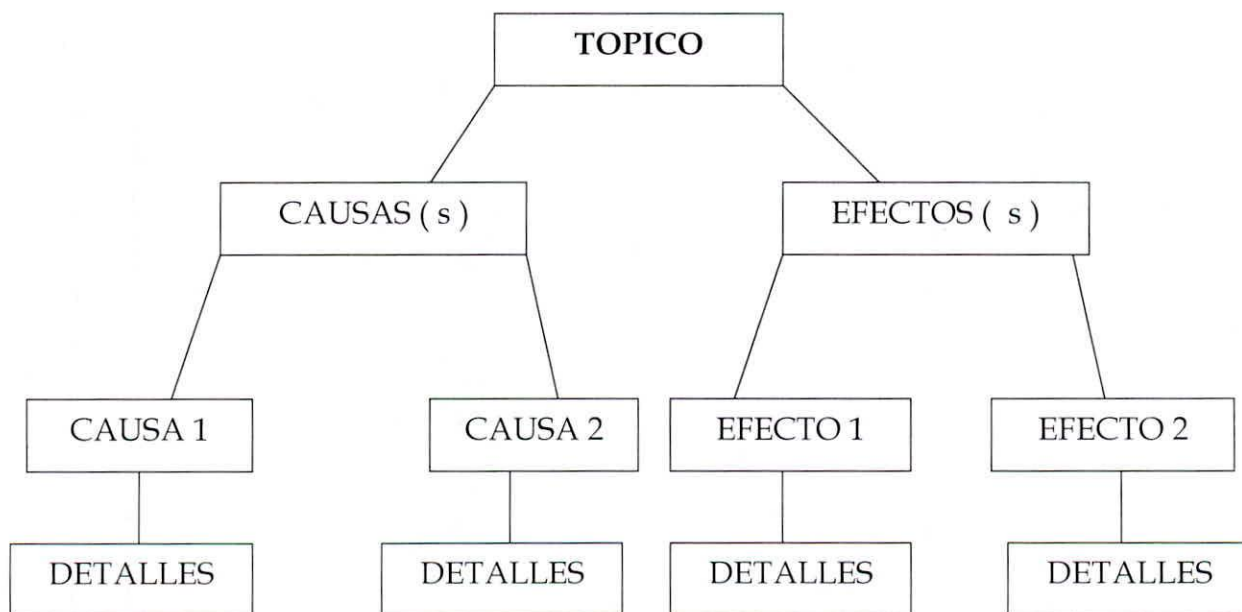 TOPICO
CAUSAS ( s )
EFECTOS ( s )
CAUSA 1
CAUSA 2
EFECTO 1
EFECTO 2
DETALLES
DETALLES
DETALLES
DETALLES